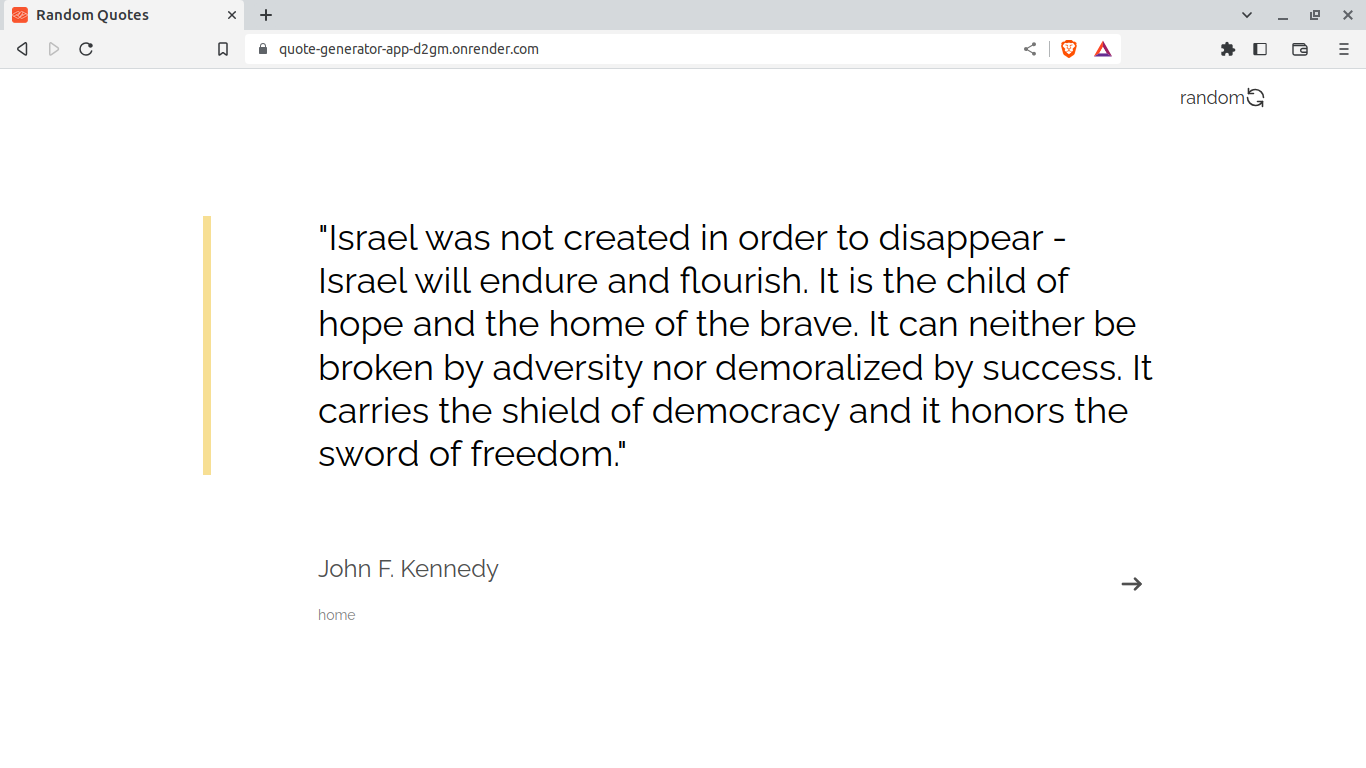 Random Quotes
quote-generator-app-d2gm.onrender.com
random
"Israel was not created in order to disappear -
Israel will endure and flourish. It is the child of
hope and the home of the brave. It can neither be
broken by adversity nor demoralized by success. It
carries the shield of democracy and it honors the
sword of freedom."
John F. Kennedy
home